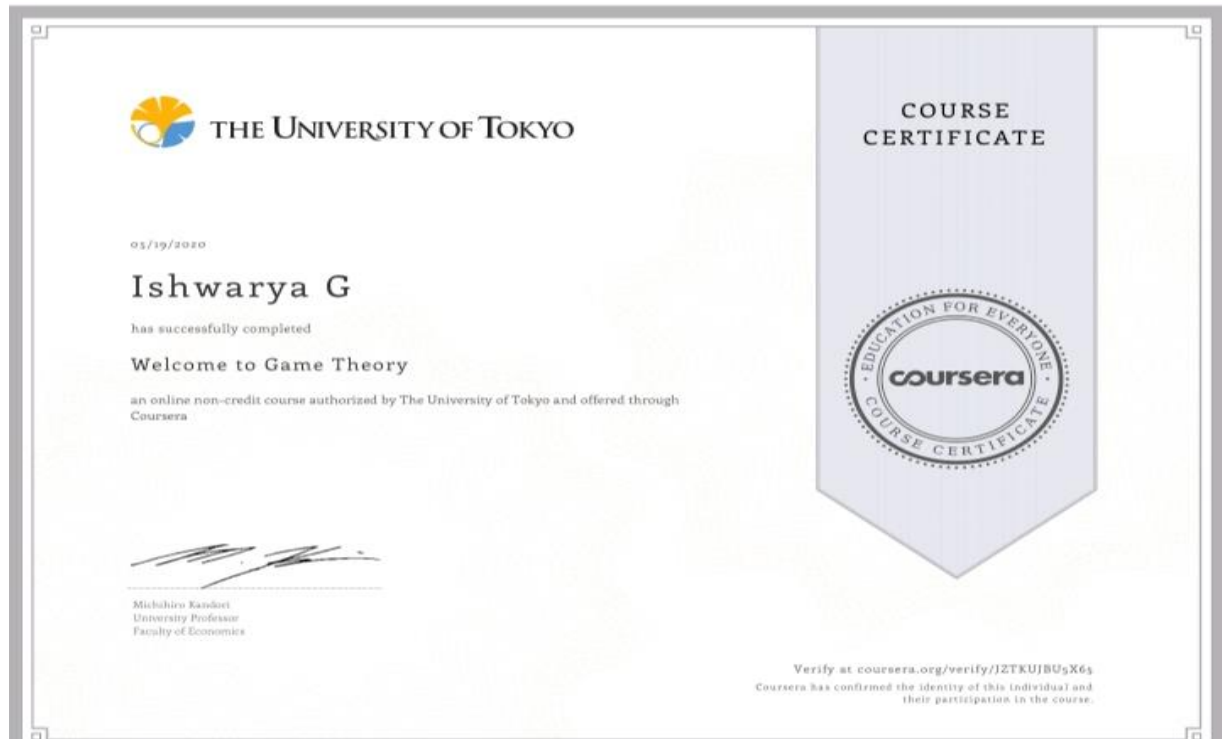 THE UNIVERSITY OF TOKYO
COURSE
CERTIFICATE
05/19/2020
Ishwarya G
has successfully completed
Welcome to Game Theory
an online non-credit course authorized by The University of Tokyo and offered through
Coursera
EDUCATION FOR EVERYONE
coursera
COURSE CERTIFICATE
Michihiro Kandori
University Professor
Faculty of Economics
Verify at coursera.org/verify/JZTKUJBU5X65
Coursera has confirmed the identity of this individual and
their participation in the course.